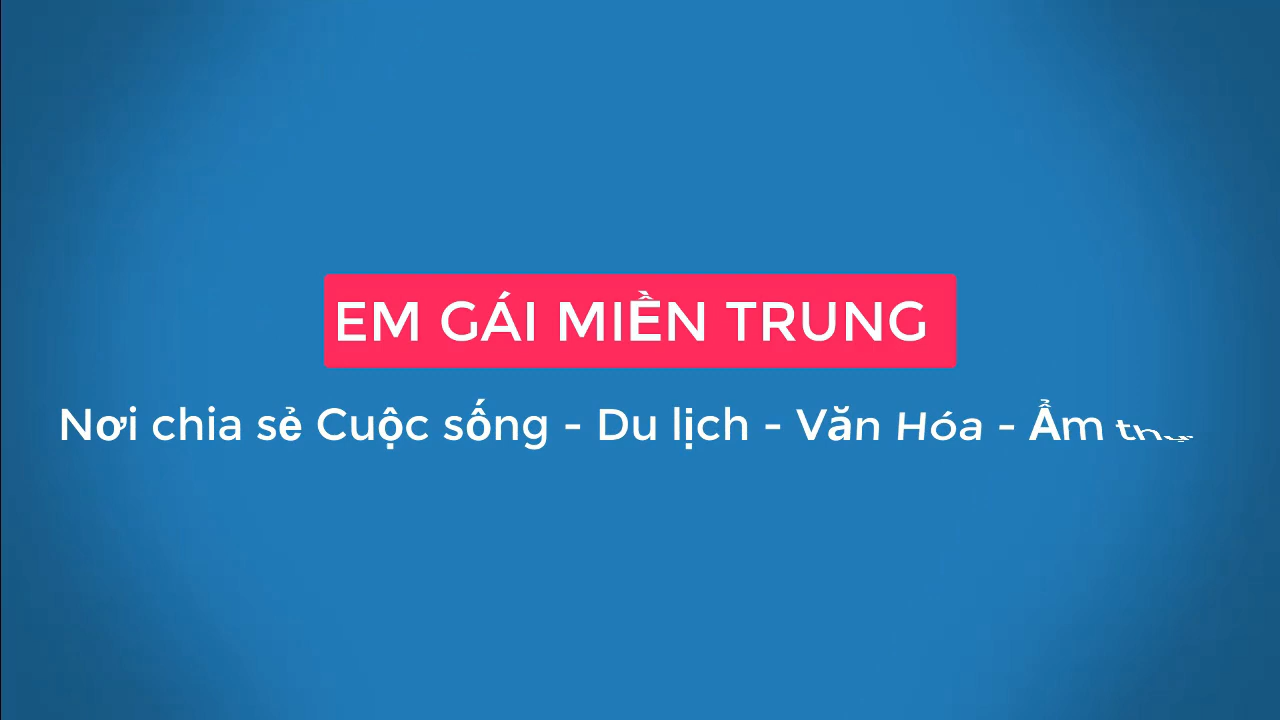 EM GÁI MIỀN TRUNG
Nơi chia sẻ Cuộc sống - Du lịch - Văn Hóa - Ẩm